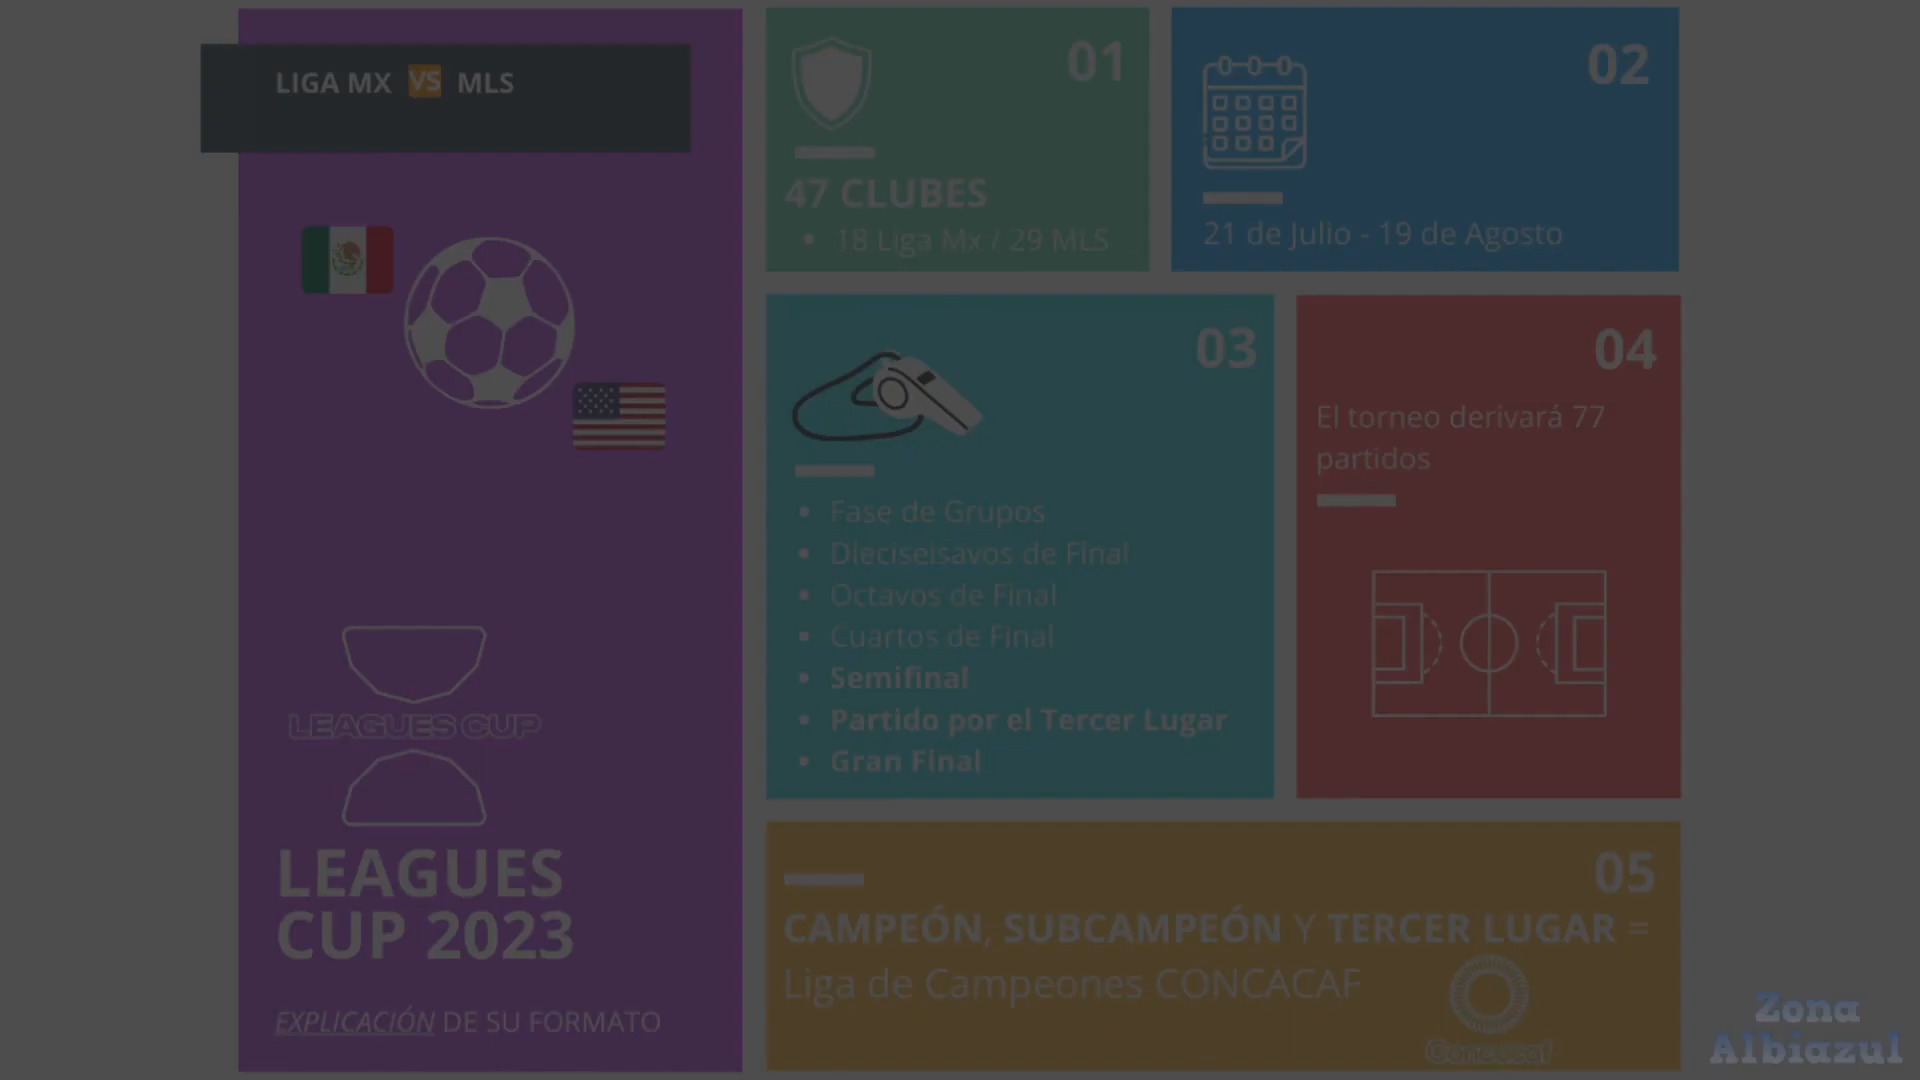 LIGA MX VS MLS
LEAGUES CUP
LEAGUES
CUP 2023
EXPLICACIÓN DE SU FORMATO
01
47 CLUBES
• 18 Liga Mx / 29 MLS
02
21 de Julio - 19 de Agosto
03
• Fase de Grupos
• Dieciseisavos de Final
• Octavos de Final
• Cuartos de Final
• Semifinal
• Partido por el Tercer Lugar
• Gran Final
04
El torneo derivará 77
partidos
05
CAMPEÓN, SUBCAMPEÓN Y TERCER LUGAR =
Liga de Campeones CONCACAF
Concacaf
Zona
Albiazul